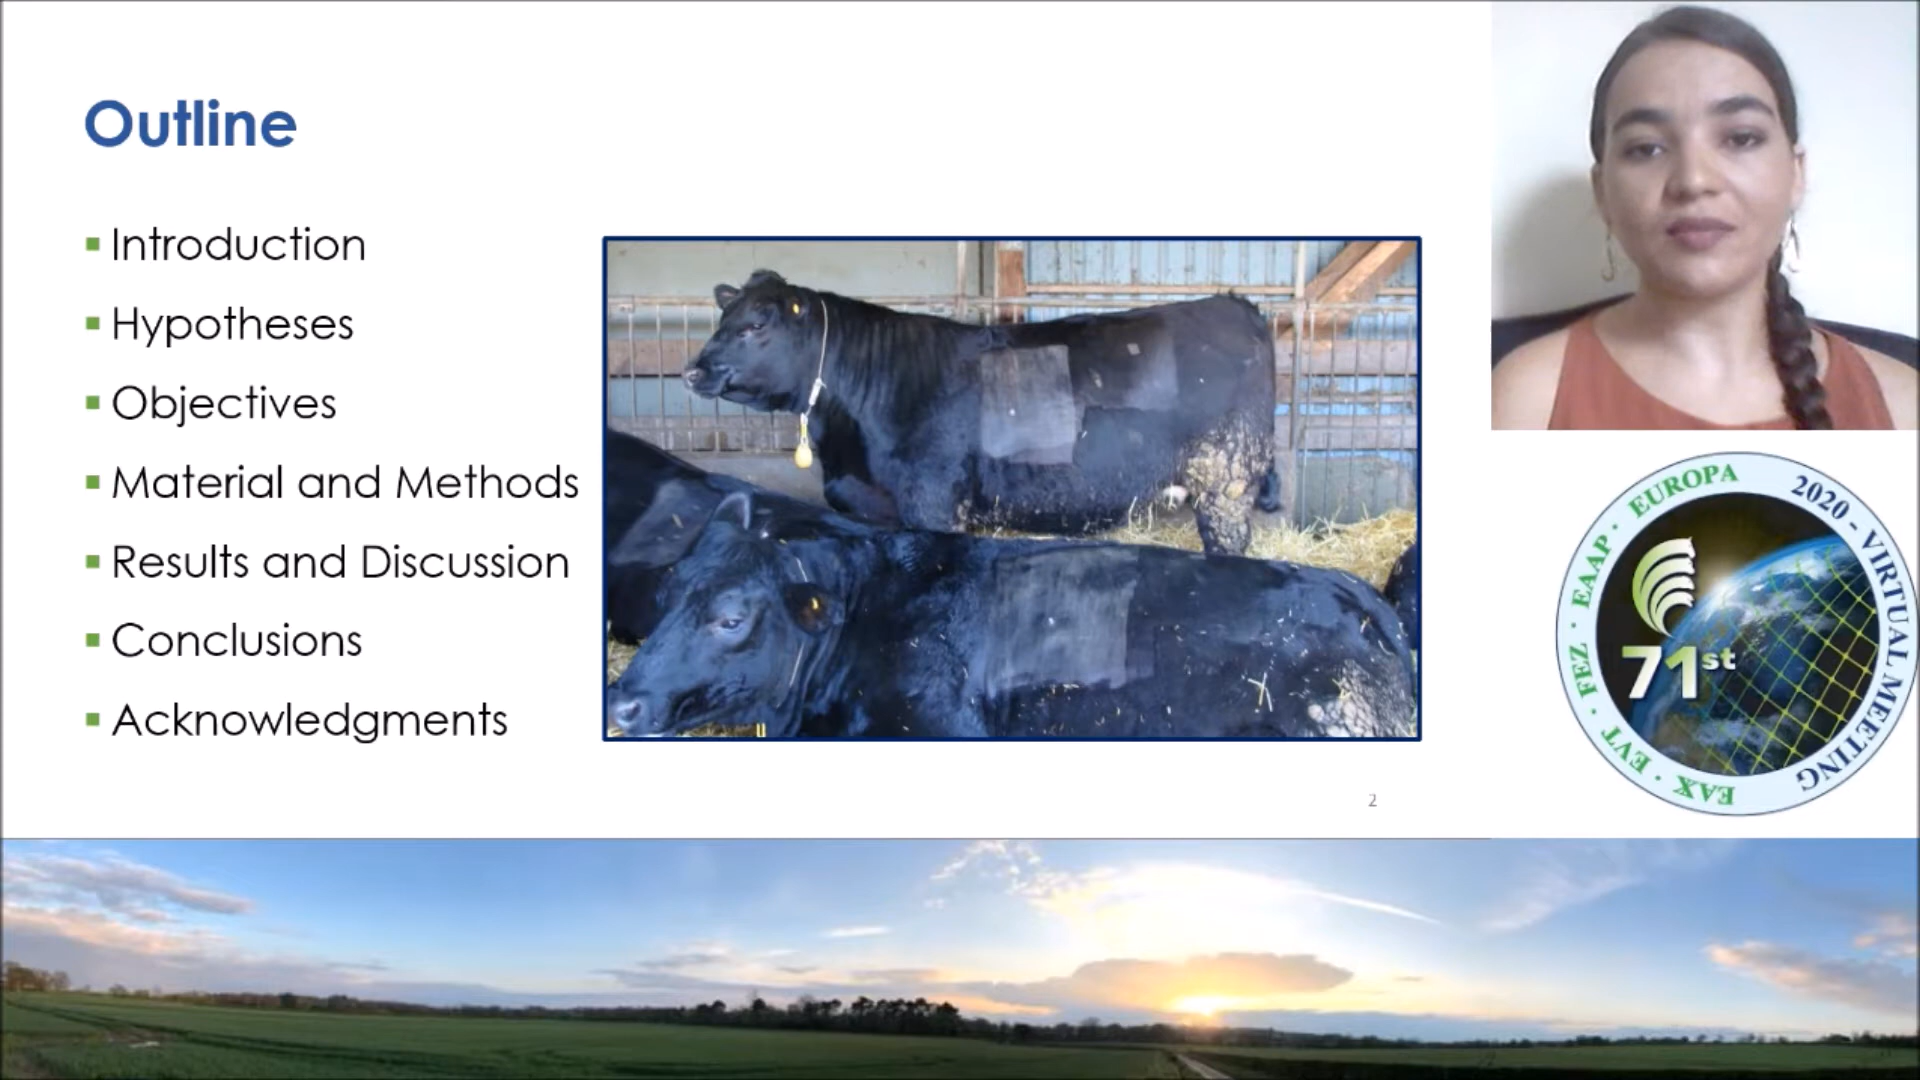 Outline
Introduction
Hypotheses
Objectives
Material and Methods
Results and Discussion
Conclusions
Acknowledgments
2
EAAP · EUROPA
2020 - VIRTUAL MEETING
EAX · EVT · FEZ ·
71st